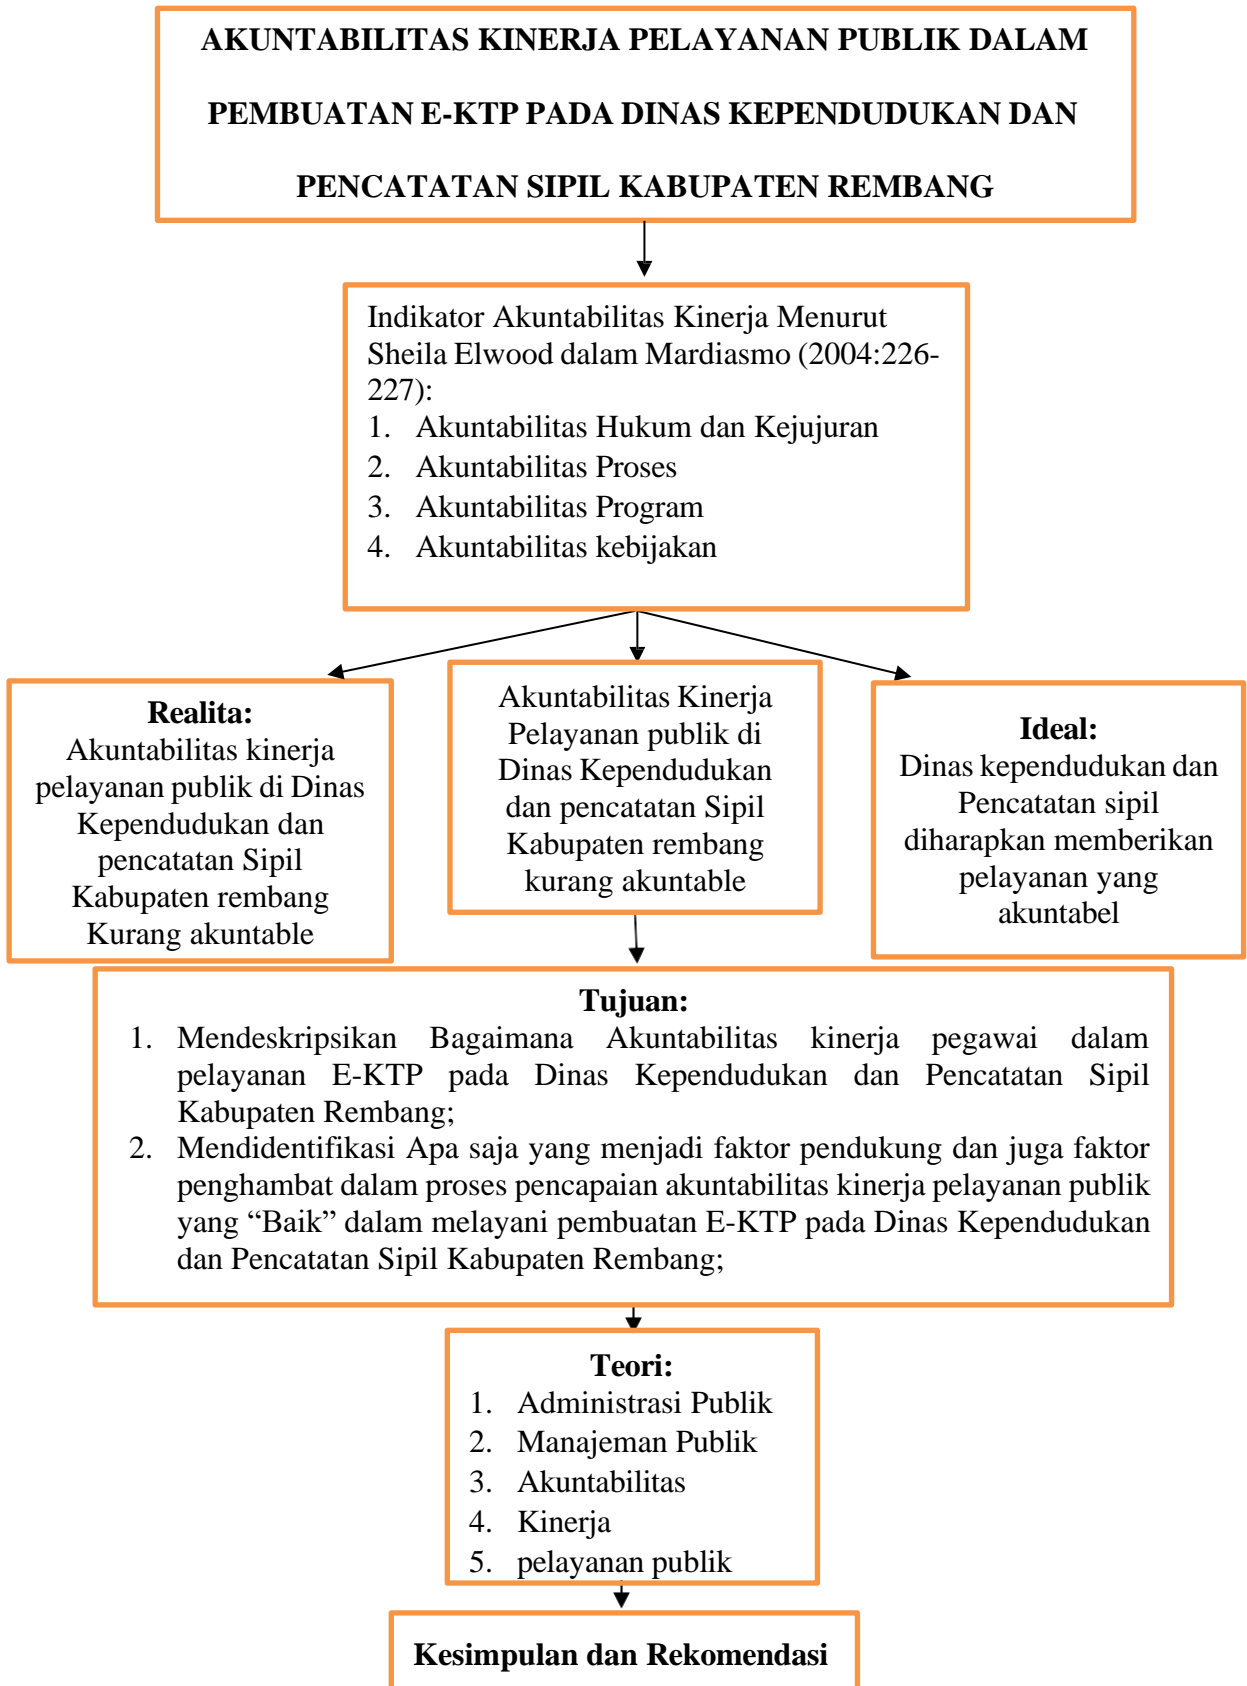 AKUNTABILITAS KINERJA PELAYANAN PUBLIK DALAM
PEMBUATAN E-KTP PADA DINAS KEPENDUDUKAN DAN
PENCATATAN SIPIL KABUPATEN REMBANG
Indikator Akuntabilitas Kinerja Menurut
Sheila Elwood dalam Mardiasmo (2004:226-
227):
1. Akuntabilitas Hukum dan Kejujuran
2. Akuntabilitas Proses
3. Akuntabilitas Program
4. Akuntabilitas kebijakan
Realita:
Akuntabilitas kinerja
pelayanan publik di Dinas
Kependudukan dan
pencatatan Sipil
Kabupaten rembang
Kurang akuntable
Akuntabilitas Kinerja
Pelayanan publik di
Dinas Kependudukan
dan pencatatan Sipil
Kabupaten rembang
kurang akuntable
Ideal:
Dinas kependudukan dan
Pencatatan sipil
diharapkan memberikan
pelayanan yang
akuntabel
Tujuan:
1. Mendeskripsikan Bagaimana Akuntabilitas kinerja pegawai dalam
pelayanan E-KTP pada Dinas Kependudukan dan Pencatatan Sipil
Kabupaten Rembang;
2. Mendidentifikasi Apa saja yang menjadi faktor pendukung dan juga faktor
penghambat dalam proses pencapaian akuntabilitas kinerja pelayanan publik
yang “Baik” dalam melayani pembuatan E-KTP pada Dinas Kependudukan
dan Pencatatan Sipil Kabupaten Rembang;
Teori:
1. Administrasi Publik
2. Manajeman Publik
3. Akuntabilitas
4. Kinerja
5. pelayanan publik
Kesimpulan dan Rekomendasi